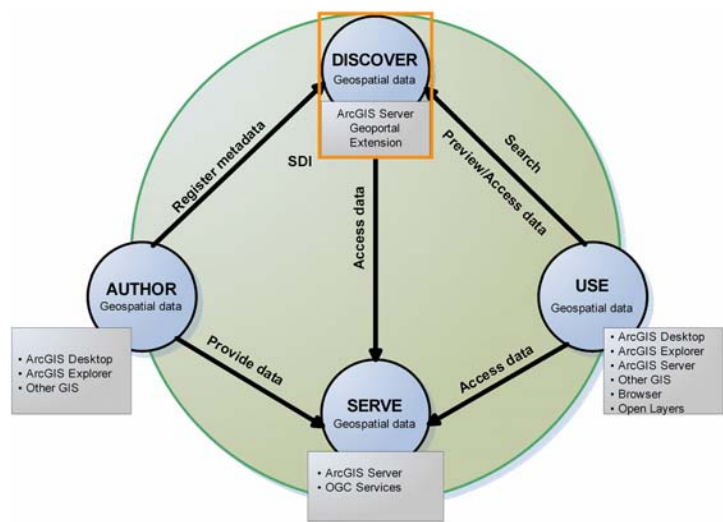 DISCOVER
Geospatial data
ArcGIS Server
Geoportal
Extension
SDI
Register metadata
Search
Preview/Access data
Access data
AUTHOR
Geospatial data
• ArcGIS Desktop
• ArcGIS Explorer
• Other GIS
USE
Geospatial data
• ArcGIS Desktop
• ArcGIS Explorer
• ArcGIS Server
• Other GIS
• Browser
• Open Layers
Provide data
Access data
SERVE
Geospatial data
• ArcGIS Server
• OGC Services